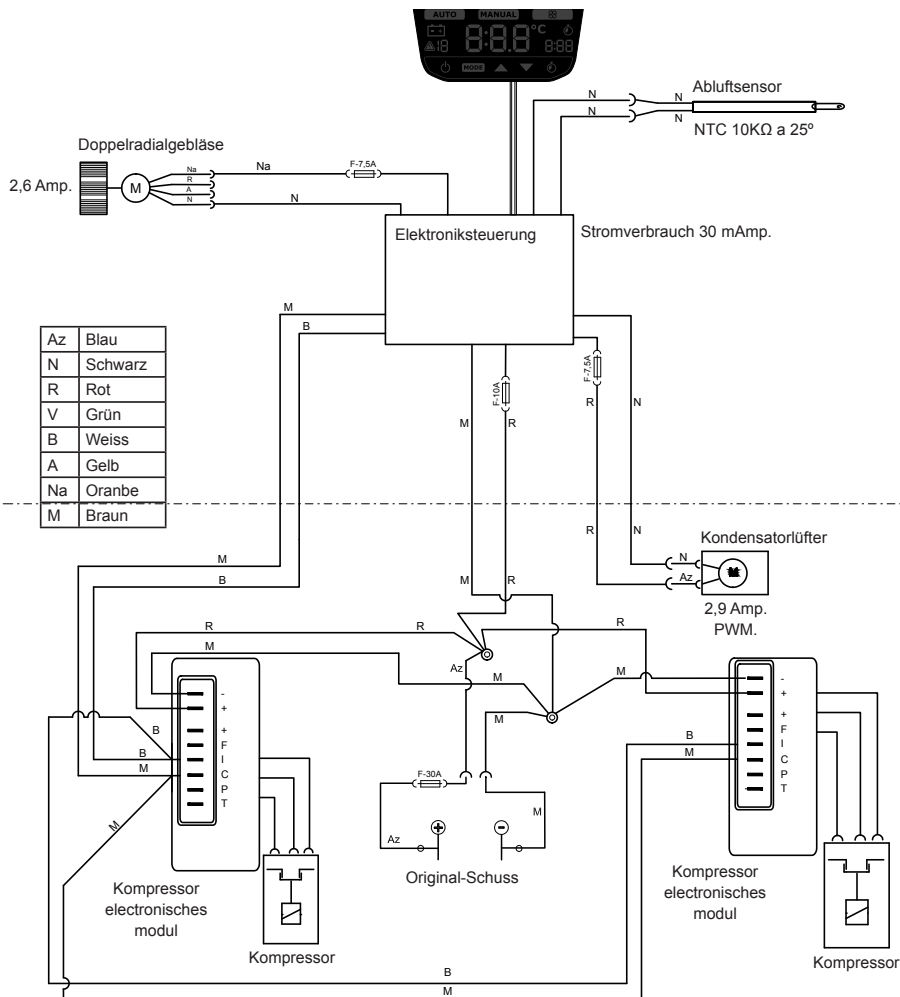 AUTO MANUAL
8:8.8 °C
18 8:88
MODE
Abluftsensor
NTC 10KΩ a 25º
N N
N N
Doppelradialgebläse
2,6 Amp.
M
Na Na F-7,5A
R
A
N N
Elektroniksteuerung
Stromverbrauch 30 mAmp.
M
B
Az Blau
N Schwarz
R Rot
V Grün
B Weiss
A Gelb
Na Oranbe
M Braun
F-10A
F-7,5A
M R
R N
R N
Kondensatorlüfter
N
Az
2,9 Amp.
PWM.
M
B
M R
R R R
M
Az
M M
M
B
B
M
M
-
+
+
F
I
C
P
T
F-30A
Az
+ -
M
Original-Schuss
B
M
-
+
+
F
I
C
P
T
Kompressor
electronisches
modul
Kompressor
Kompressor
electronisches
modul
Kompressor
B
M